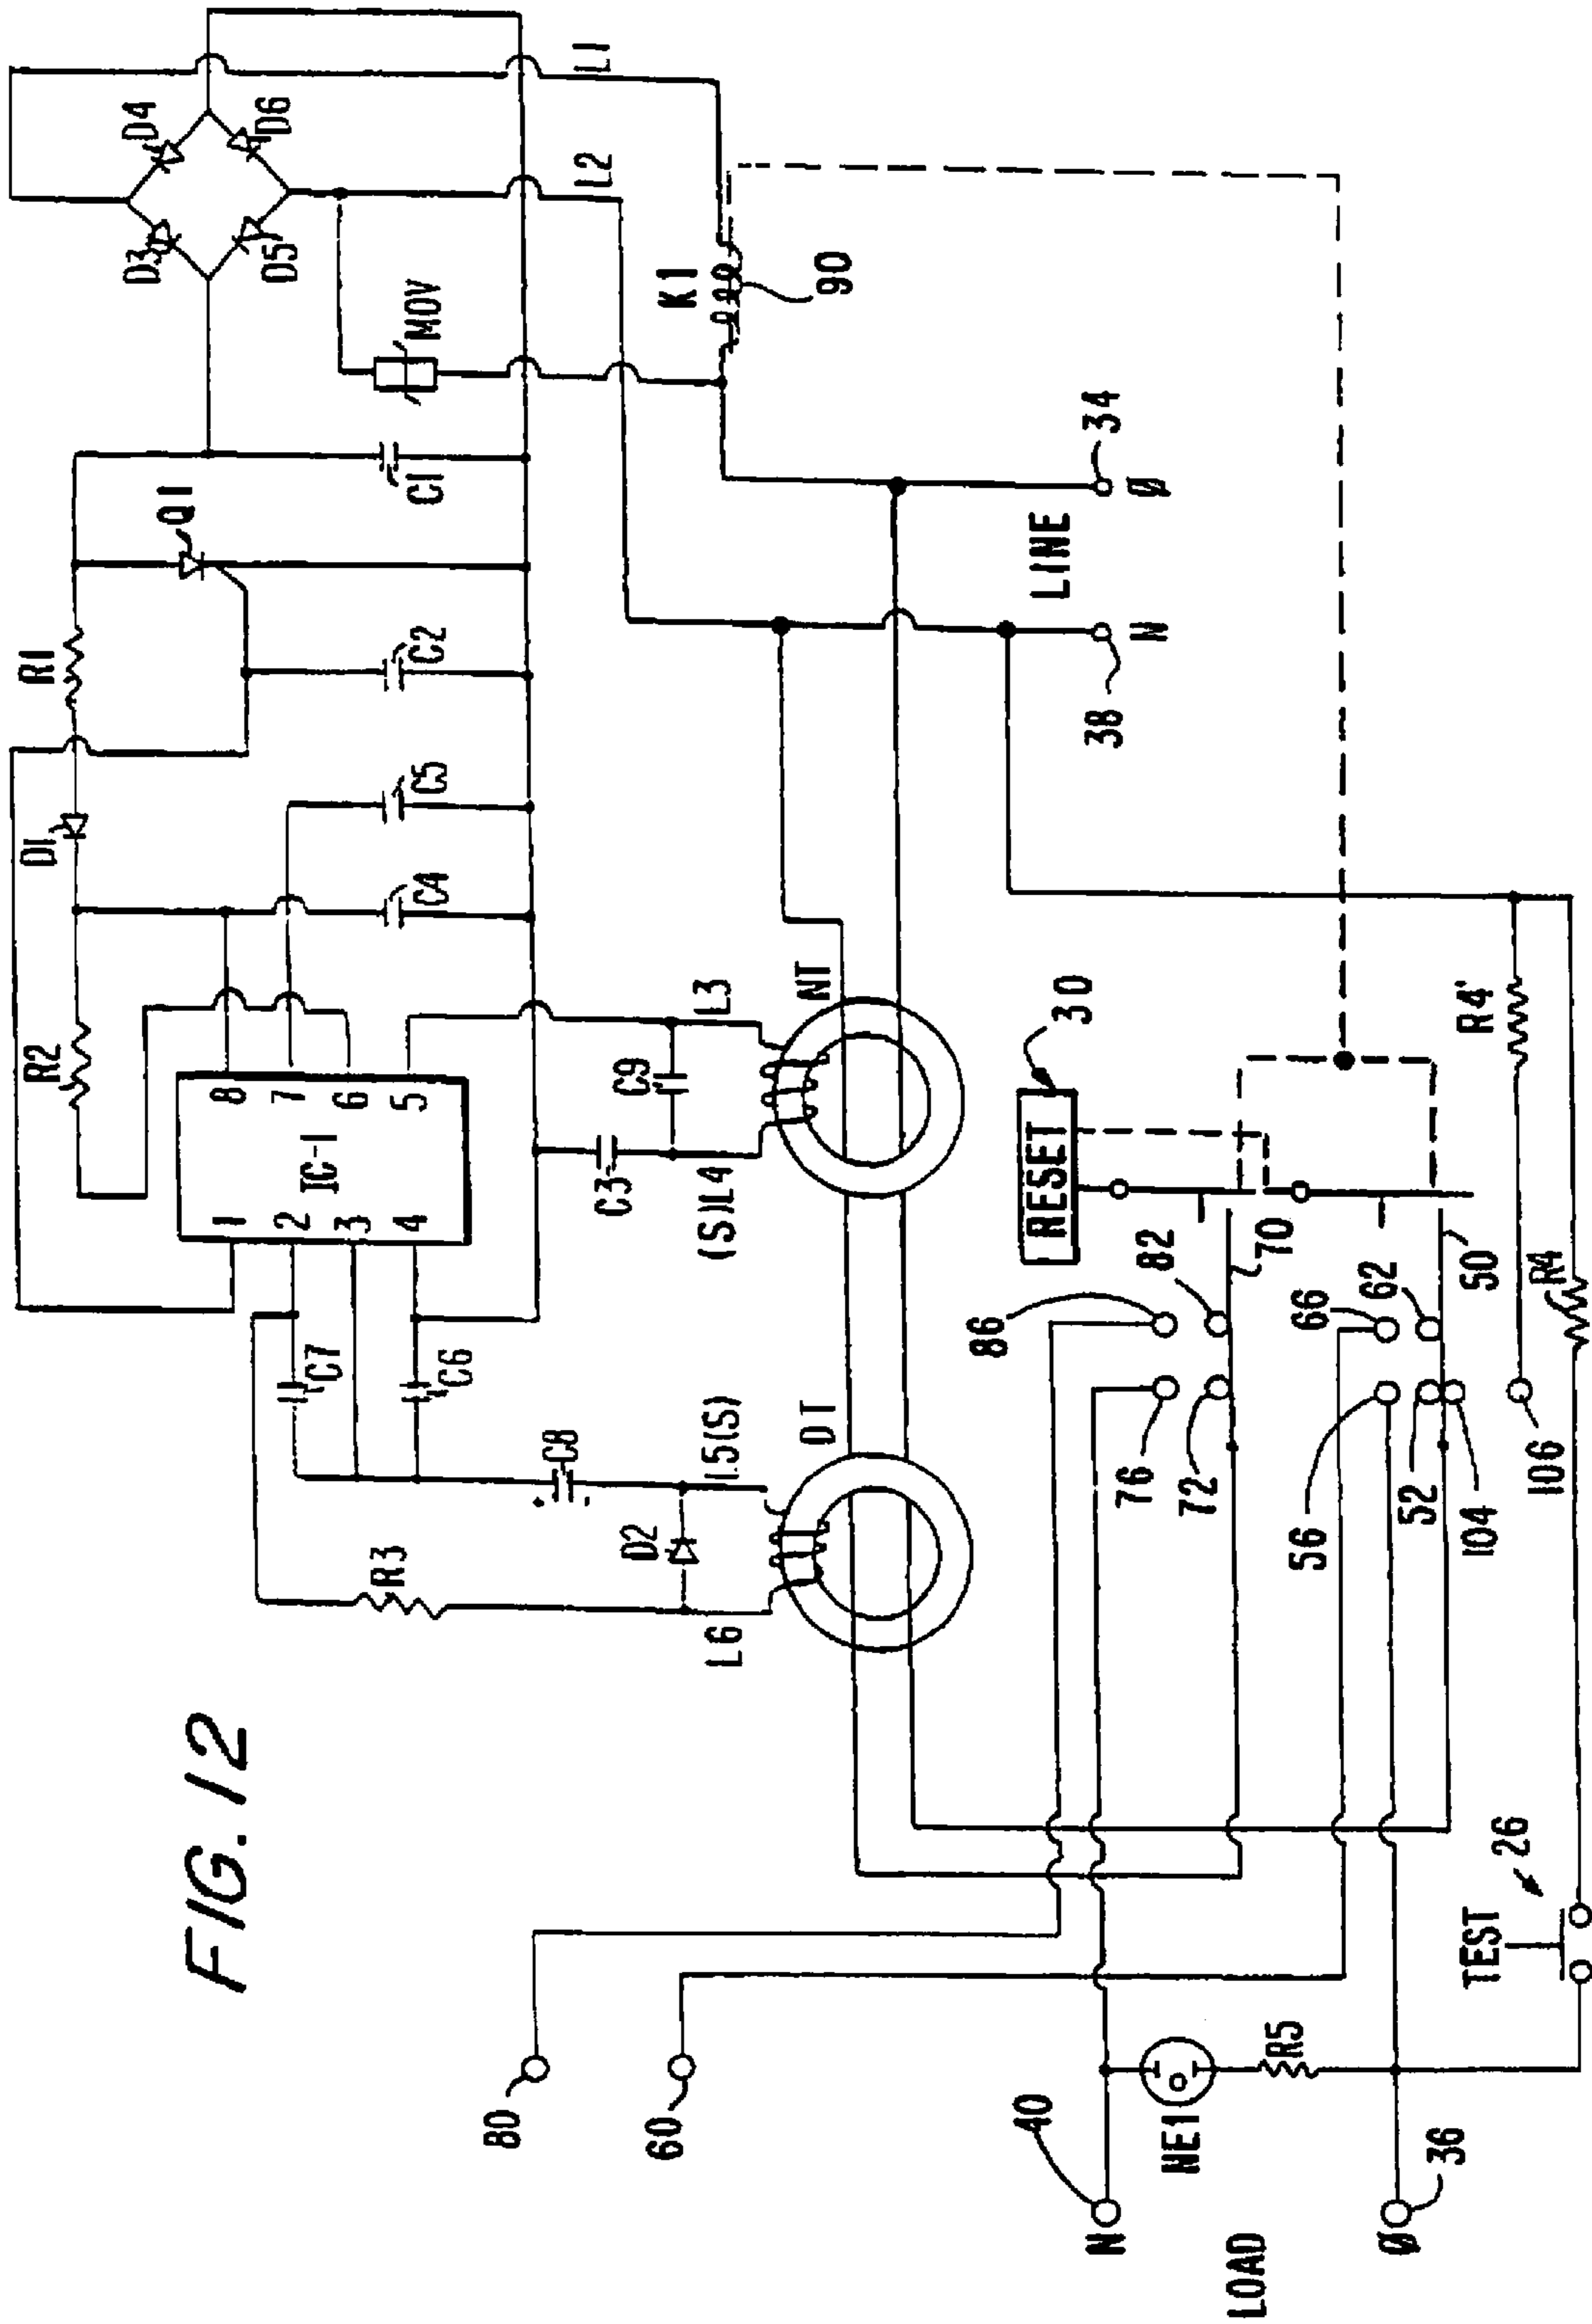 FIG. 12
80
60
40
N
NE1
R5
LOAD
Ø
36
TEST
26
R3
L6
D2
C8
+
-
L5(S)
DT
C7
C6
1
2
3
4
IC-1
8
7
6
5
R2
D1
R1
Q1
C4
C5
C2
C1
C3
C9
(S)L4
L3
NT
D3
D4
D5
D6
MOV
L1
L2
K1
90
34
Ø
LINE
N
38
RESET
30
86
82
76
72
70
66
62
56
52
50
104
106
R4
R4'